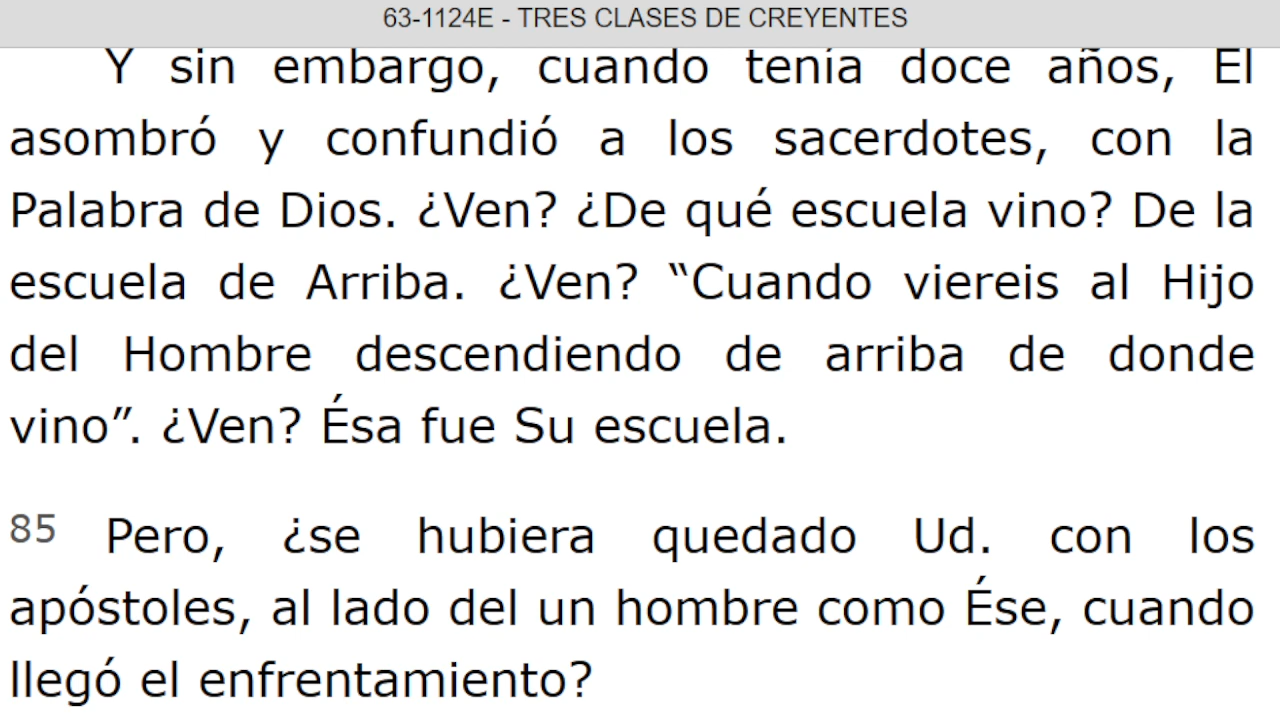 63-1124E - TRES CLASES DE CREYENTES
Y sin embargo, cuando tenía doce años, Él
asombró y confundió a los sacerdotes, con la
Palabra de Dios. ¿Ven? ¿De qué escuela vino? De la
escuela de Arriba. ¿Ven? “Cuando viereis al Hijo
del Hombre descendiendo de arriba de donde
vino”. ¿Ven? Ésa fue Su escuela.
85 Pero, ¿se hubiera quedado Ud. con los
apóstoles, al lado del un hombre como Ése, cuando
llegó el enfrentamiento?